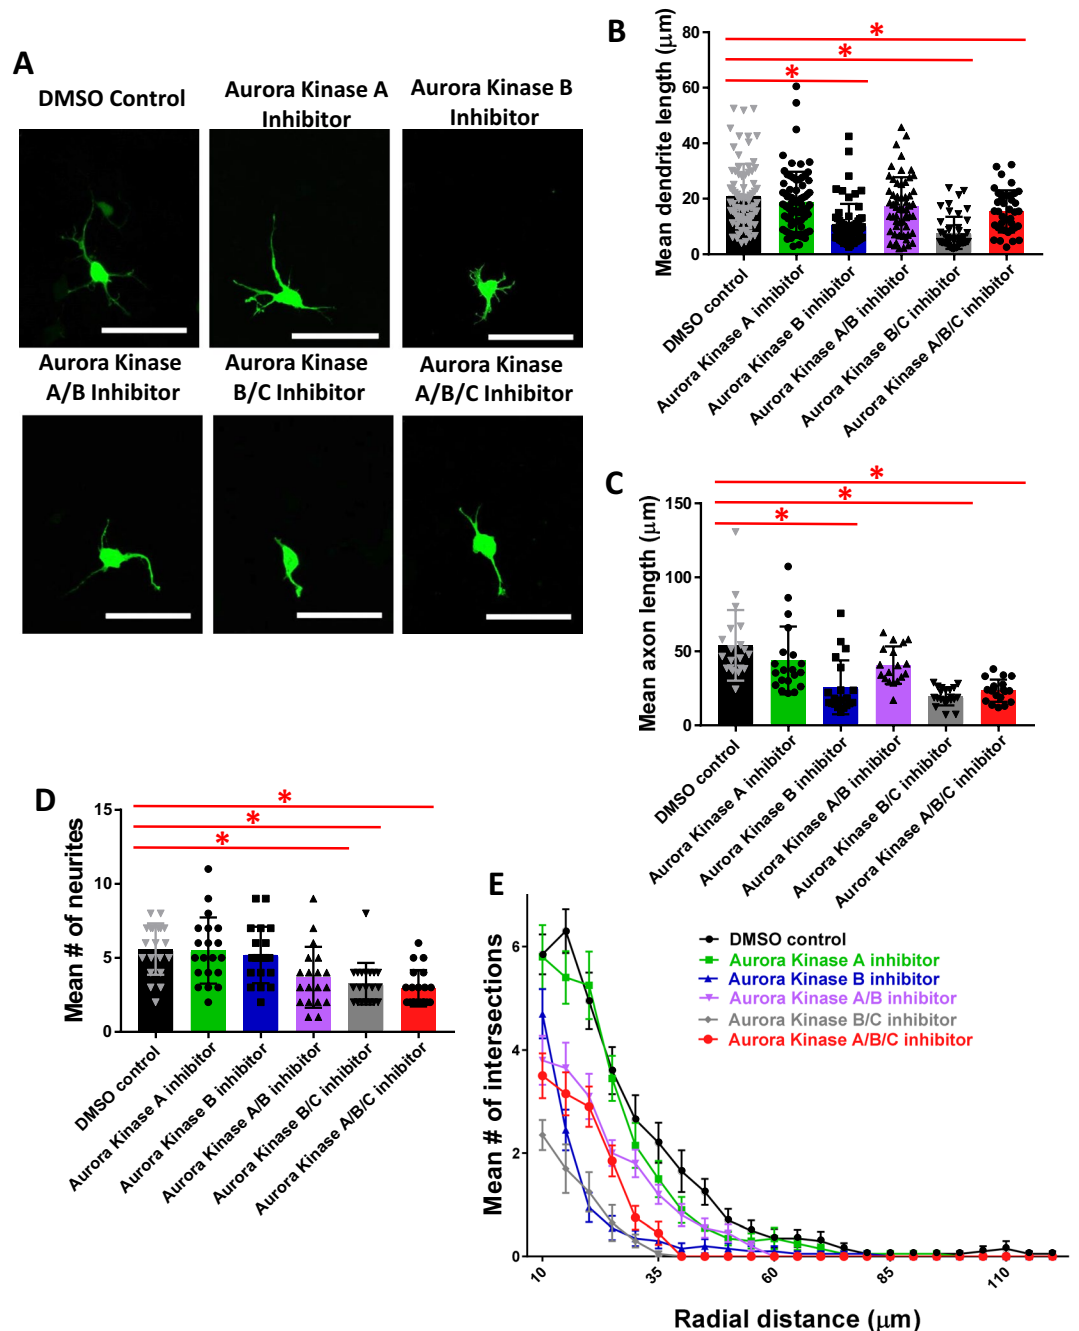 A
DMSO Control
Aurora Kinase A
Inhibitor
Aurora Kinase B
Inhibitor
Aurora Kinase
A/B Inhibitor
Aurora Kinase
B/C Inhibitor
Aurora Kinase
A/B/C Inhibitor
B
Mean dendrite length (μm)
80
60
40
20
0
*
*
*
DMSO control
Aurora Kinase A inhibitor
Aurora Kinase B inhibitor
Aurora Kinase A/B inhibitor
Aurora Kinase B/C inhibitor
Aurora Kinase A/B/C inhibitor
C
Mean axon length (μm)
150
100
50
0
*
*
*
DMSO control
Aurora Kinase A inhibitor
Aurora Kinase B inhibitor
Aurora Kinase A/B inhibitor
Aurora Kinase B/C inhibitor
Aurora Kinase A/B/C inhibitor
D
Mean # of neurites
15
10
5
0
*
*
*
DMSO control
Aurora Kinase A inhibitor
Aurora Kinase B inhibitor
Aurora Kinase A/B inhibitor
Aurora Kinase B/C inhibitor
Aurora Kinase A/B/C inhibitor
E
Mean # of intersections
6
4
2
0
DMSO control
Aurora Kinase A inhibitor
Aurora Kinase B inhibitor
Aurora Kinase A/B inhibitor
Aurora Kinase B/C inhibitor
Aurora Kinase A/B/C inhibitor
10
35
60
85
110
Radial distance (μm)